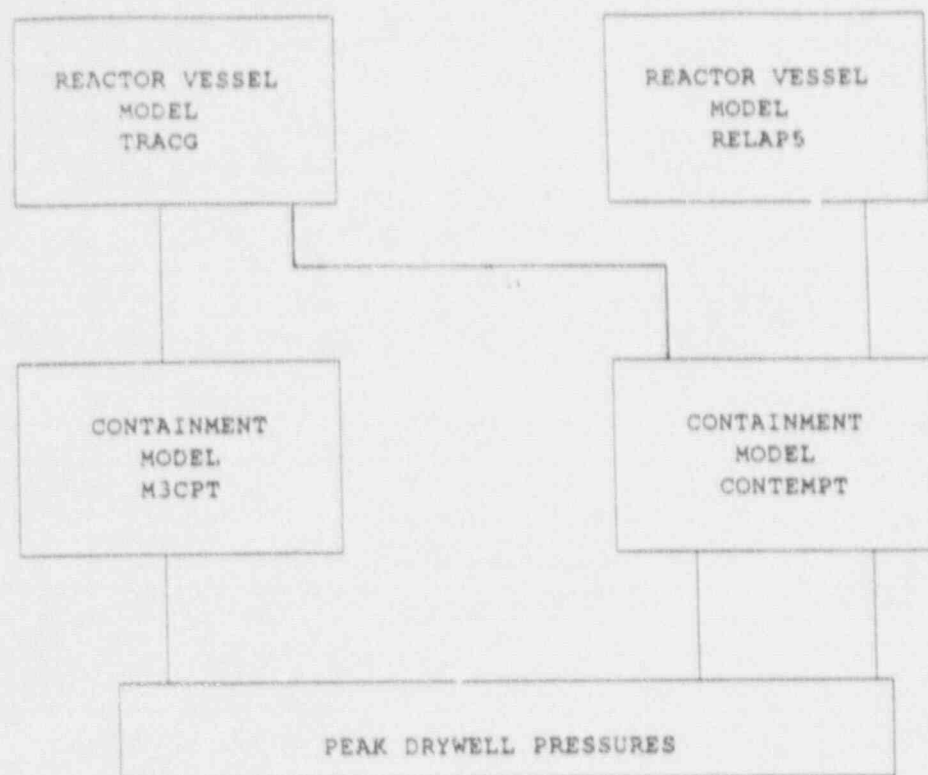 REACTOR VESSEL
MODEL
TRACG
REACTOR VESSEL
MODEL
RELAP5
CONTAINMENT
MODEL
M3CPT
CONTAINMENT
MODEL
CONTEMPT
PEAK DRYWELL PRESSURES